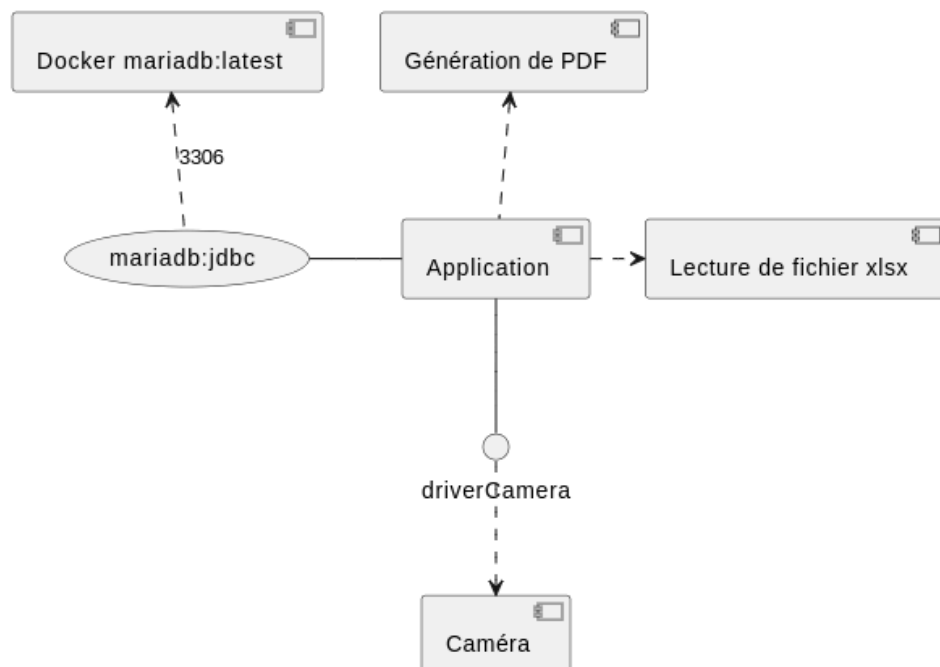 Docker mariadb:latest
Génération de PDF
3306
mariadb:jdbc
Application
Lecture de fichier xlsx
driverCamera
Caméra